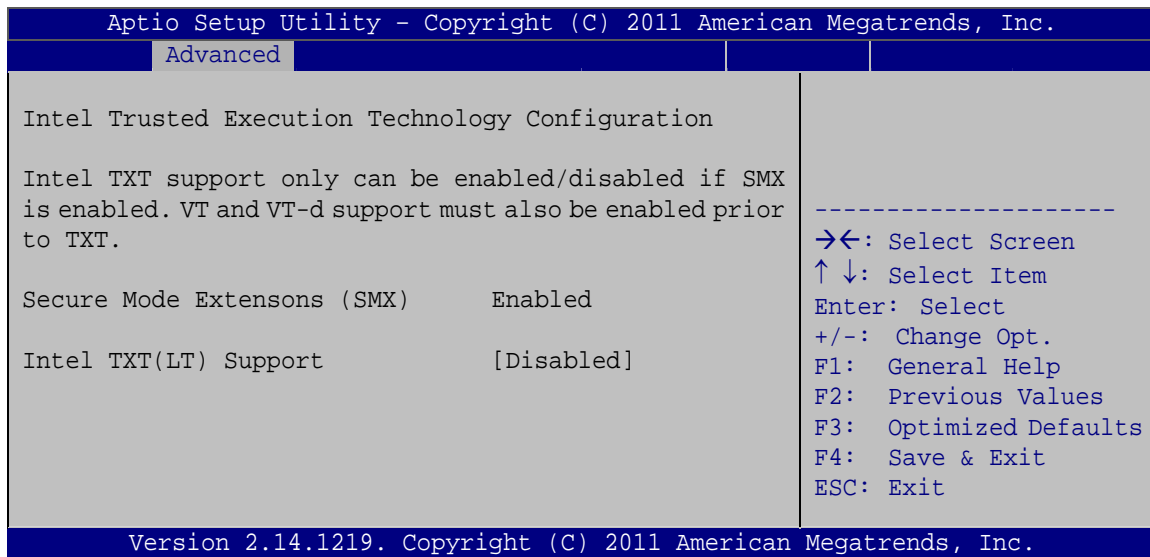 Aptio Setup Utility – Copyright (C) 2011 American Megatrends, Inc.
Advanced
Intel Trusted Execution Technology Configuration
Intel TXT support only can be enabled/disabled if SMX
is enabled. VT and VT-d support must also be enabled prior
to TXT.
Secure Mode Extensons (SMX) Enabled
Intel TXT(LT) Support [Disabled]
---------------------
→←: Select Screen
↑ ↓: Select Item
Enter: Select
+/-: Change Opt.
F1: General Help
F2: Previous Values
F3: Optimized Defaults
F4: Save & Exit
ESC: Exit
Version 2.14.1219. Copyright (C) 2011 American Megatrends, Inc.